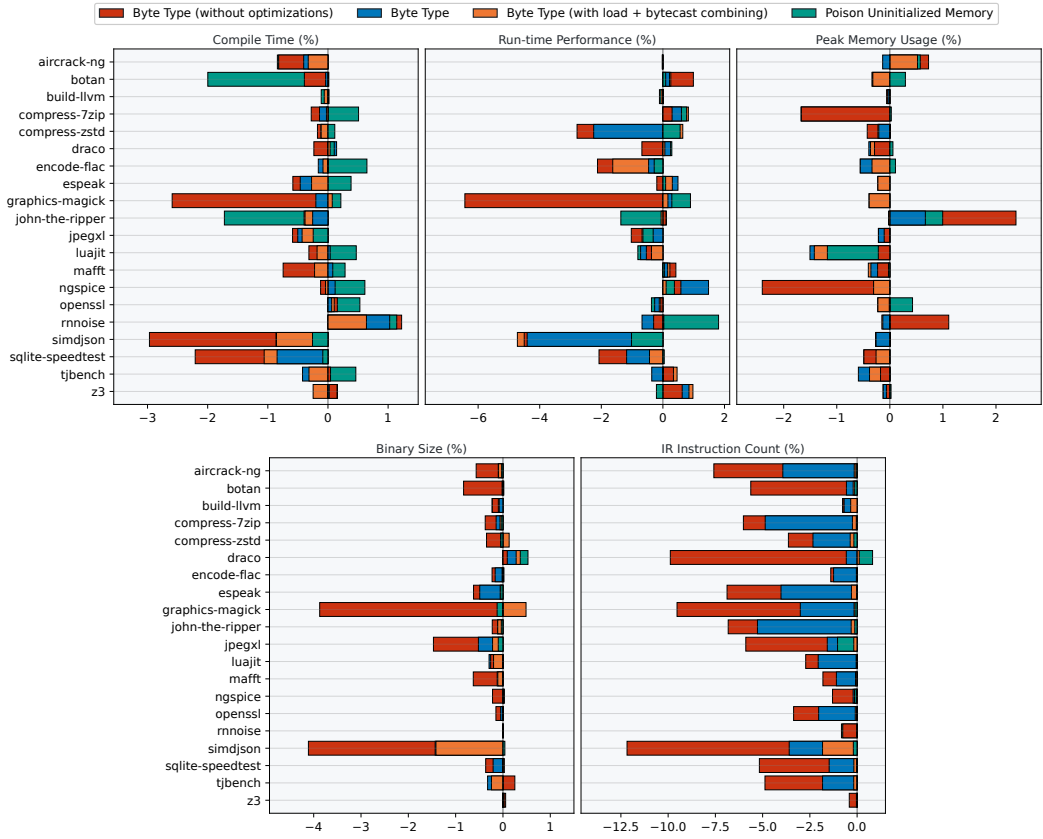 Byte Type (without optimizations)
Byte Type
Byte Type (with load + bytecast combining)
Poison Uninitialized Memory
Compile Time (%)
Run-time Performance (%)
Peak Memory Usage (%)
aircrack-ng
botan
build-llvm
compress-7zip
compress-zstd
draco
encode-flac
espeak
graphics-magick
john-the-ripper
jpegxl
luajit
mafft
ngspice
openssl
rnnoise
simdjson
sqlite-speedtest
tjbench
z3
−3 −2 −1 0 1
−6 −4 −2 0 2
−2 −1 0 1 2
Binary Size (%)
IR Instruction Count (%)
aircrack-ng
botan
build-llvm
compress-7zip
compress-zstd
draco
encode-flac
espeak
graphics-magick
john-the-ripper
jpegxl
luajit
mafft
ngspice
openssl
rnnoise
simdjson
sqlite-speedtest
tjbench
z3
−4 −3 −2 −1 0 1
−12.5 −10.0 −7.5 −5.0 −2.5 0.0